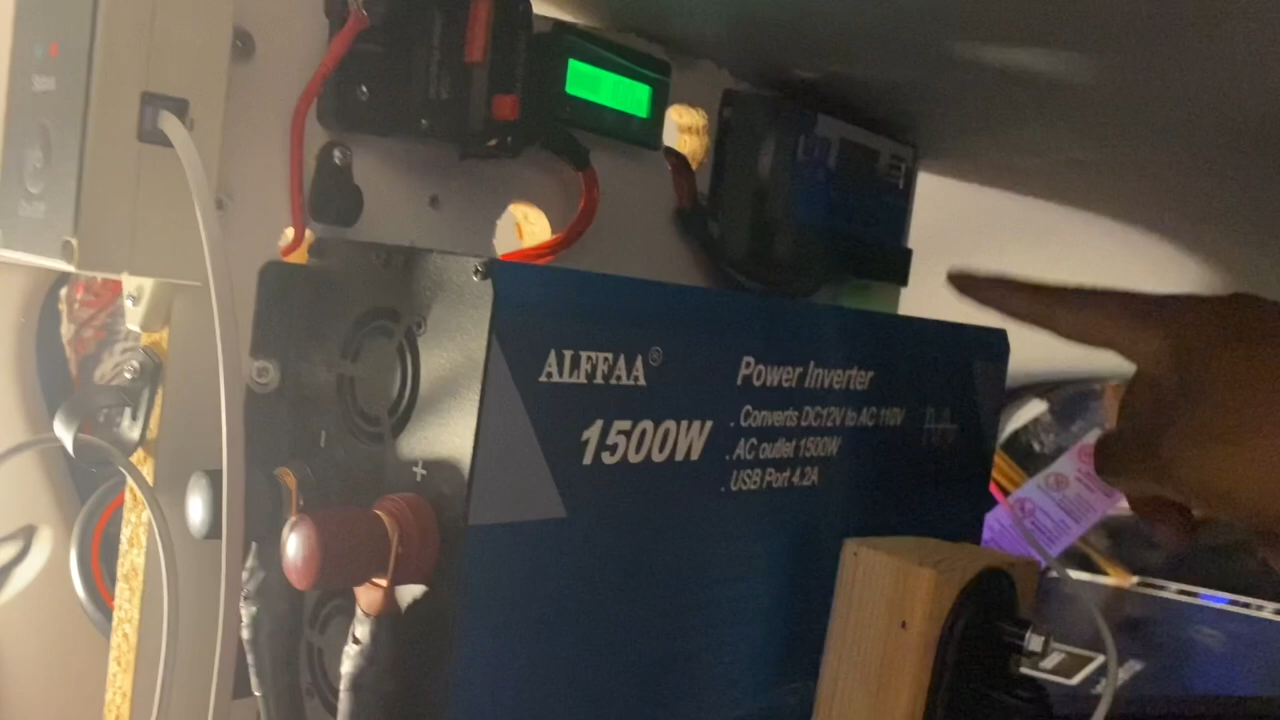 ALFFAA®
1500W
Power Inverter
. Converts DC12V to AC 110V
. AC outlet 1500W
. USB Port 4.2A
+